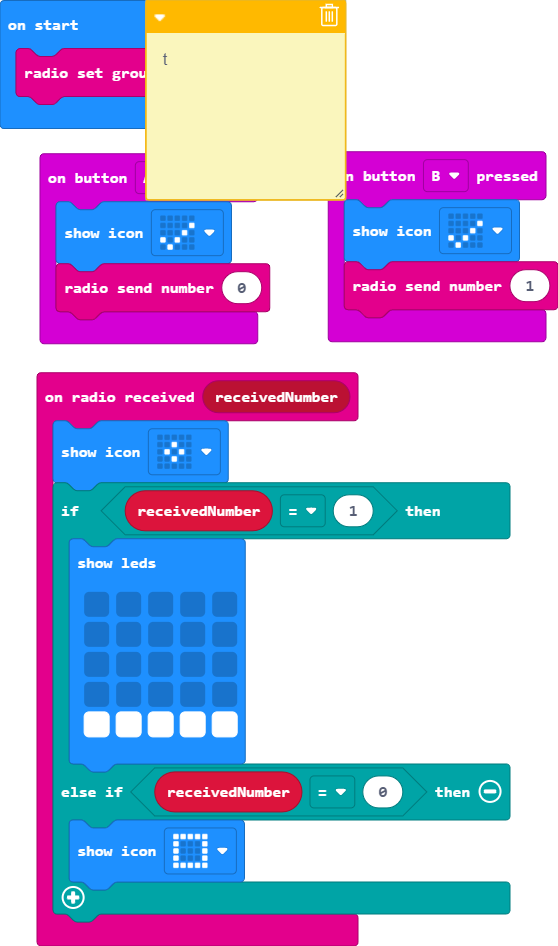 on start
radio set grou
t
on button
n button B pressed
show icon
show icon
radio send number 0
radio send number 1
on radio received receivedNumber
show icon
if receivedNumber = 1 then
show leds
else if receivedNumber = 0 then
show icon